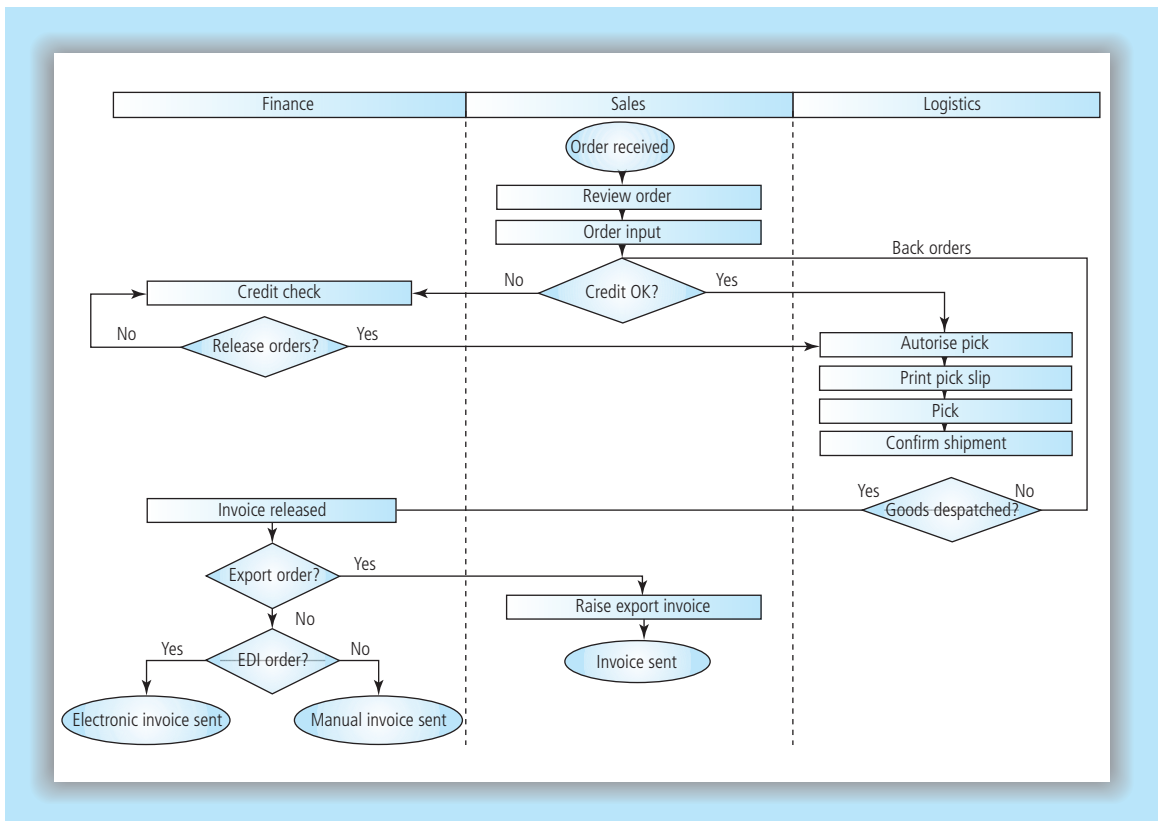 Finance
Sales
Logistics
Order received
Review order
Order input
Back orders
No
Credit OK?
Yes
Credit check
No
Release orders?
Yes
Autorise pick
Print pick slip
Pick
Confirm shipment
Yes
No
Goods despatched?
Invoice released
Export order?
Yes
Raise export invoice
No
Yes
EDI order?
No
Invoice sent
Electronic invoice sent
Manual invoice sent